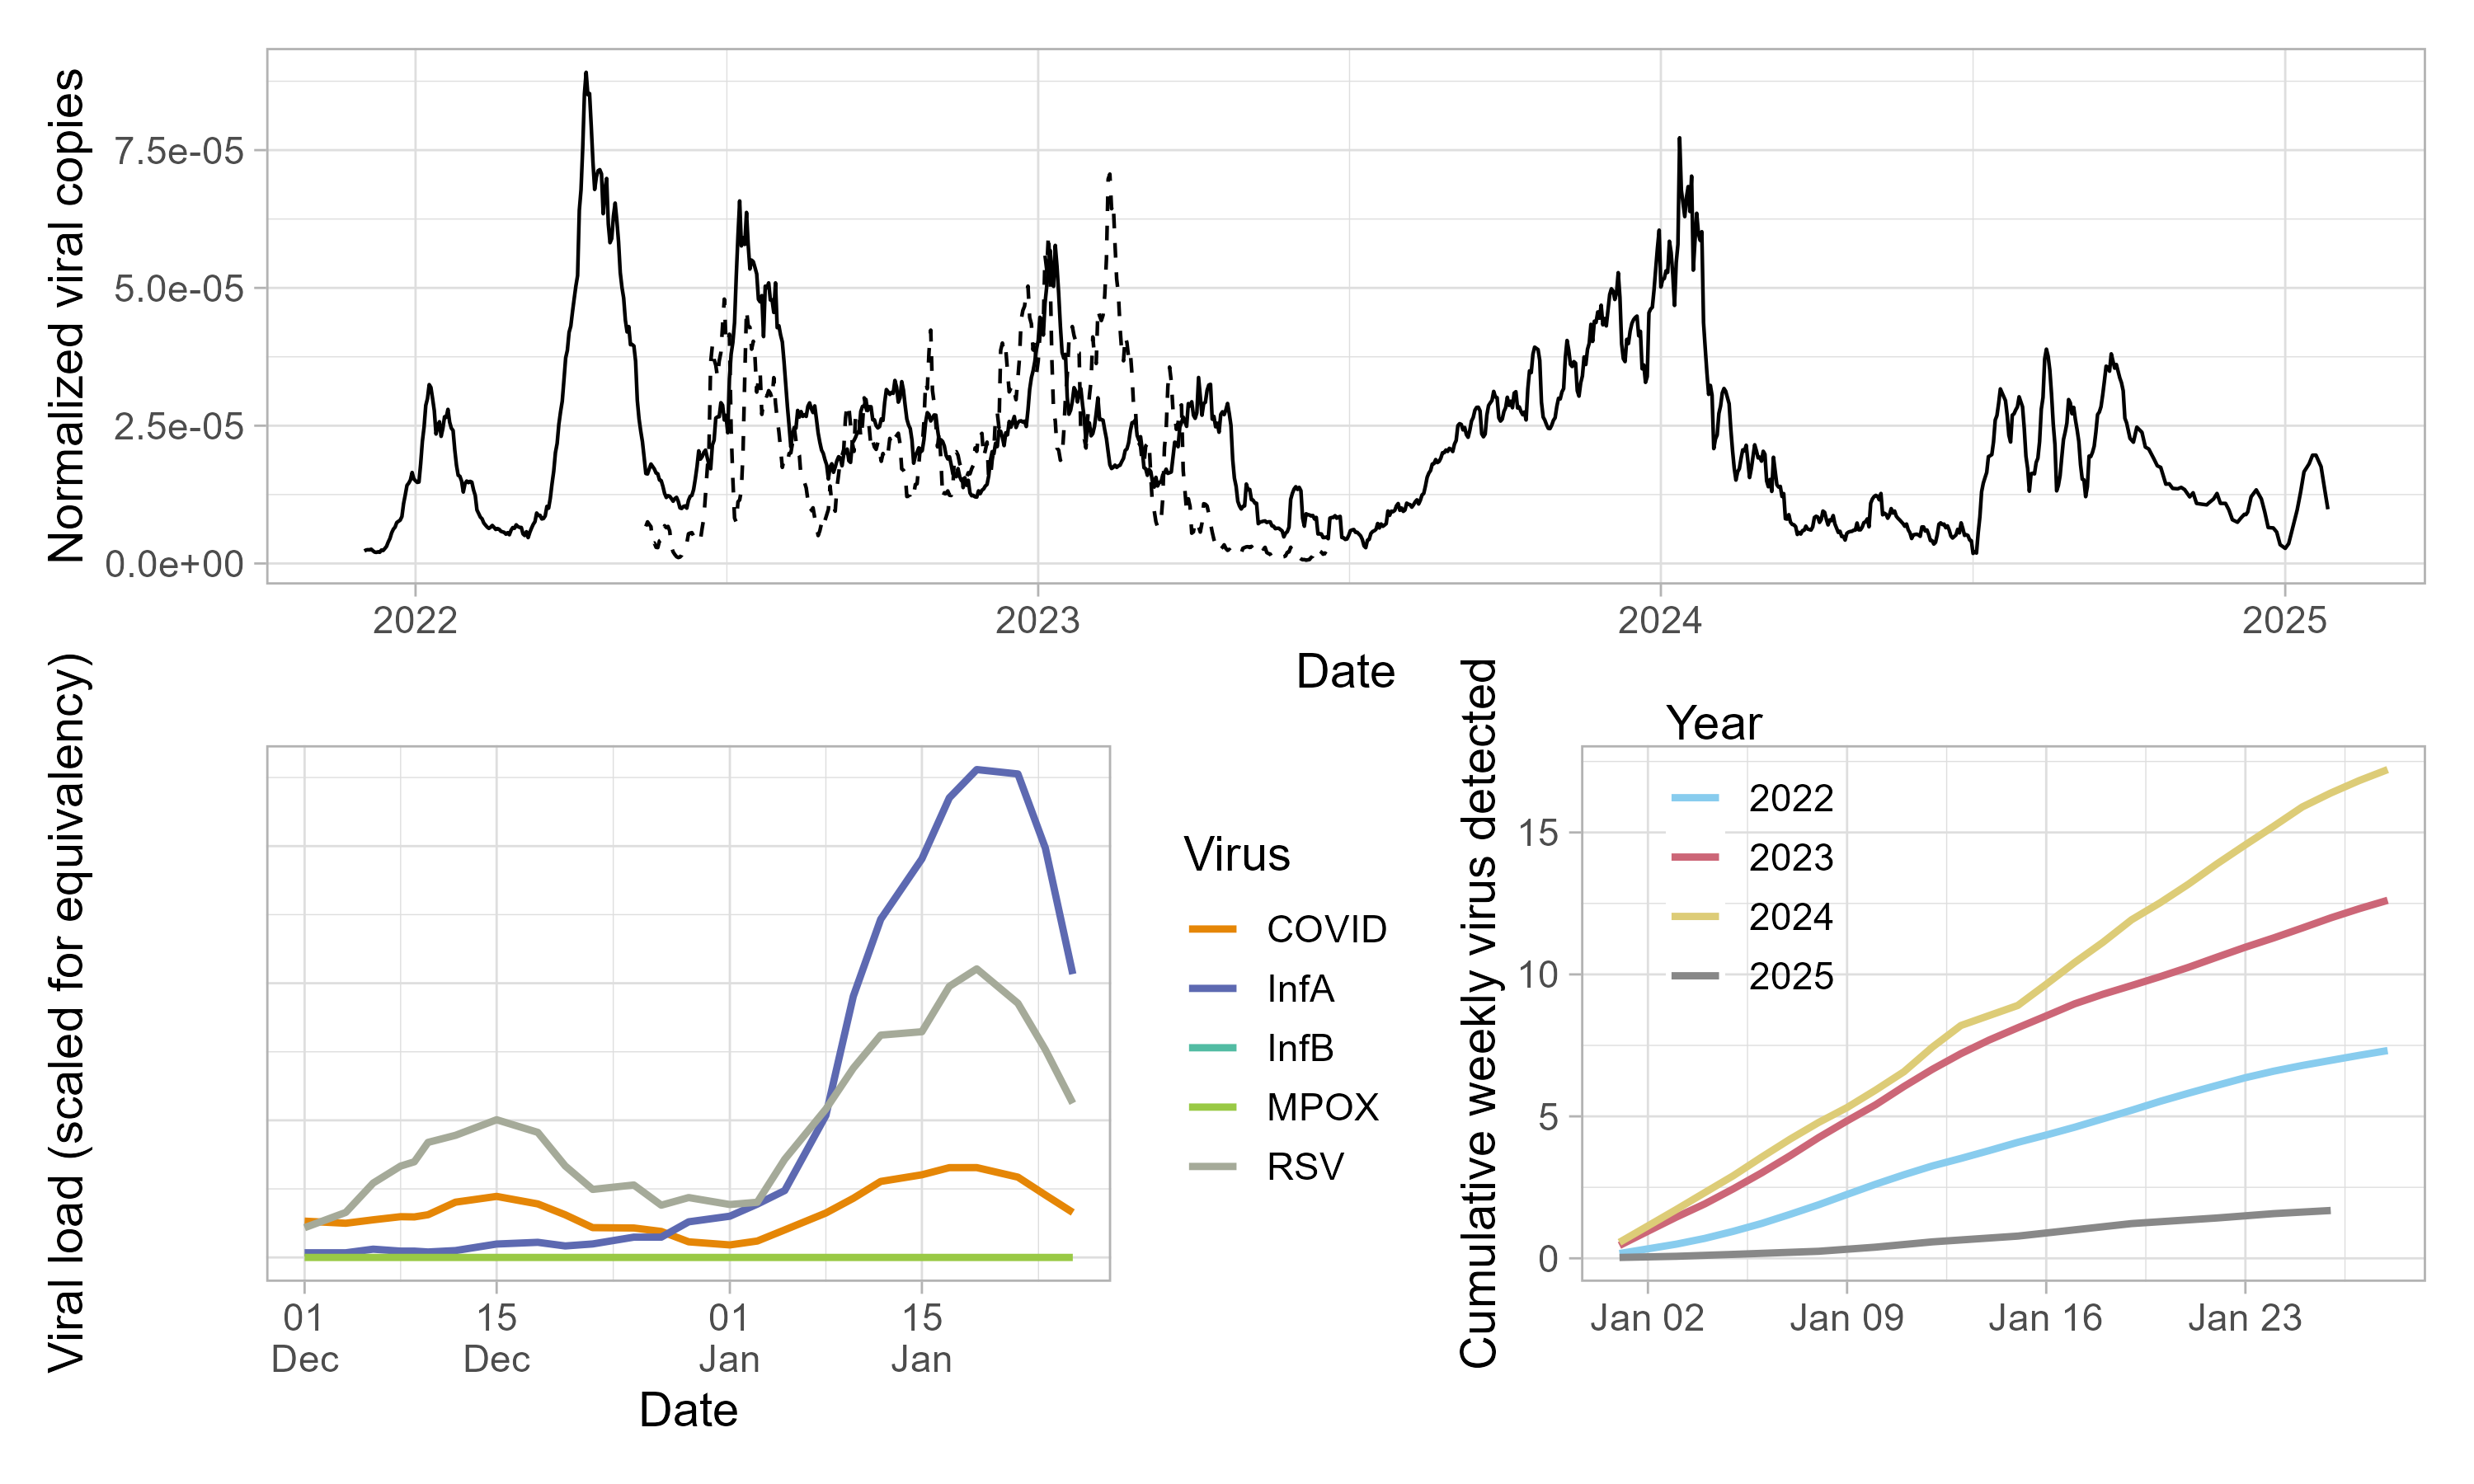 Normalized viral copies
7.5e-05
5.0e-05
2.5e-05
0.0e+00
2022
2023
2024
2025
Date
Viral load (scaled for equivalency)
01
Dec
15
Dec
01
Jan
15
Jan
Date
Virus
COVID
InfA
InfB
MPOX
RSV
Cumulative weekly virus detected
15
10
5
0
Year
2022
2023
2024
2025
Jan 02
Jan 09
Jan 16
Jan 23